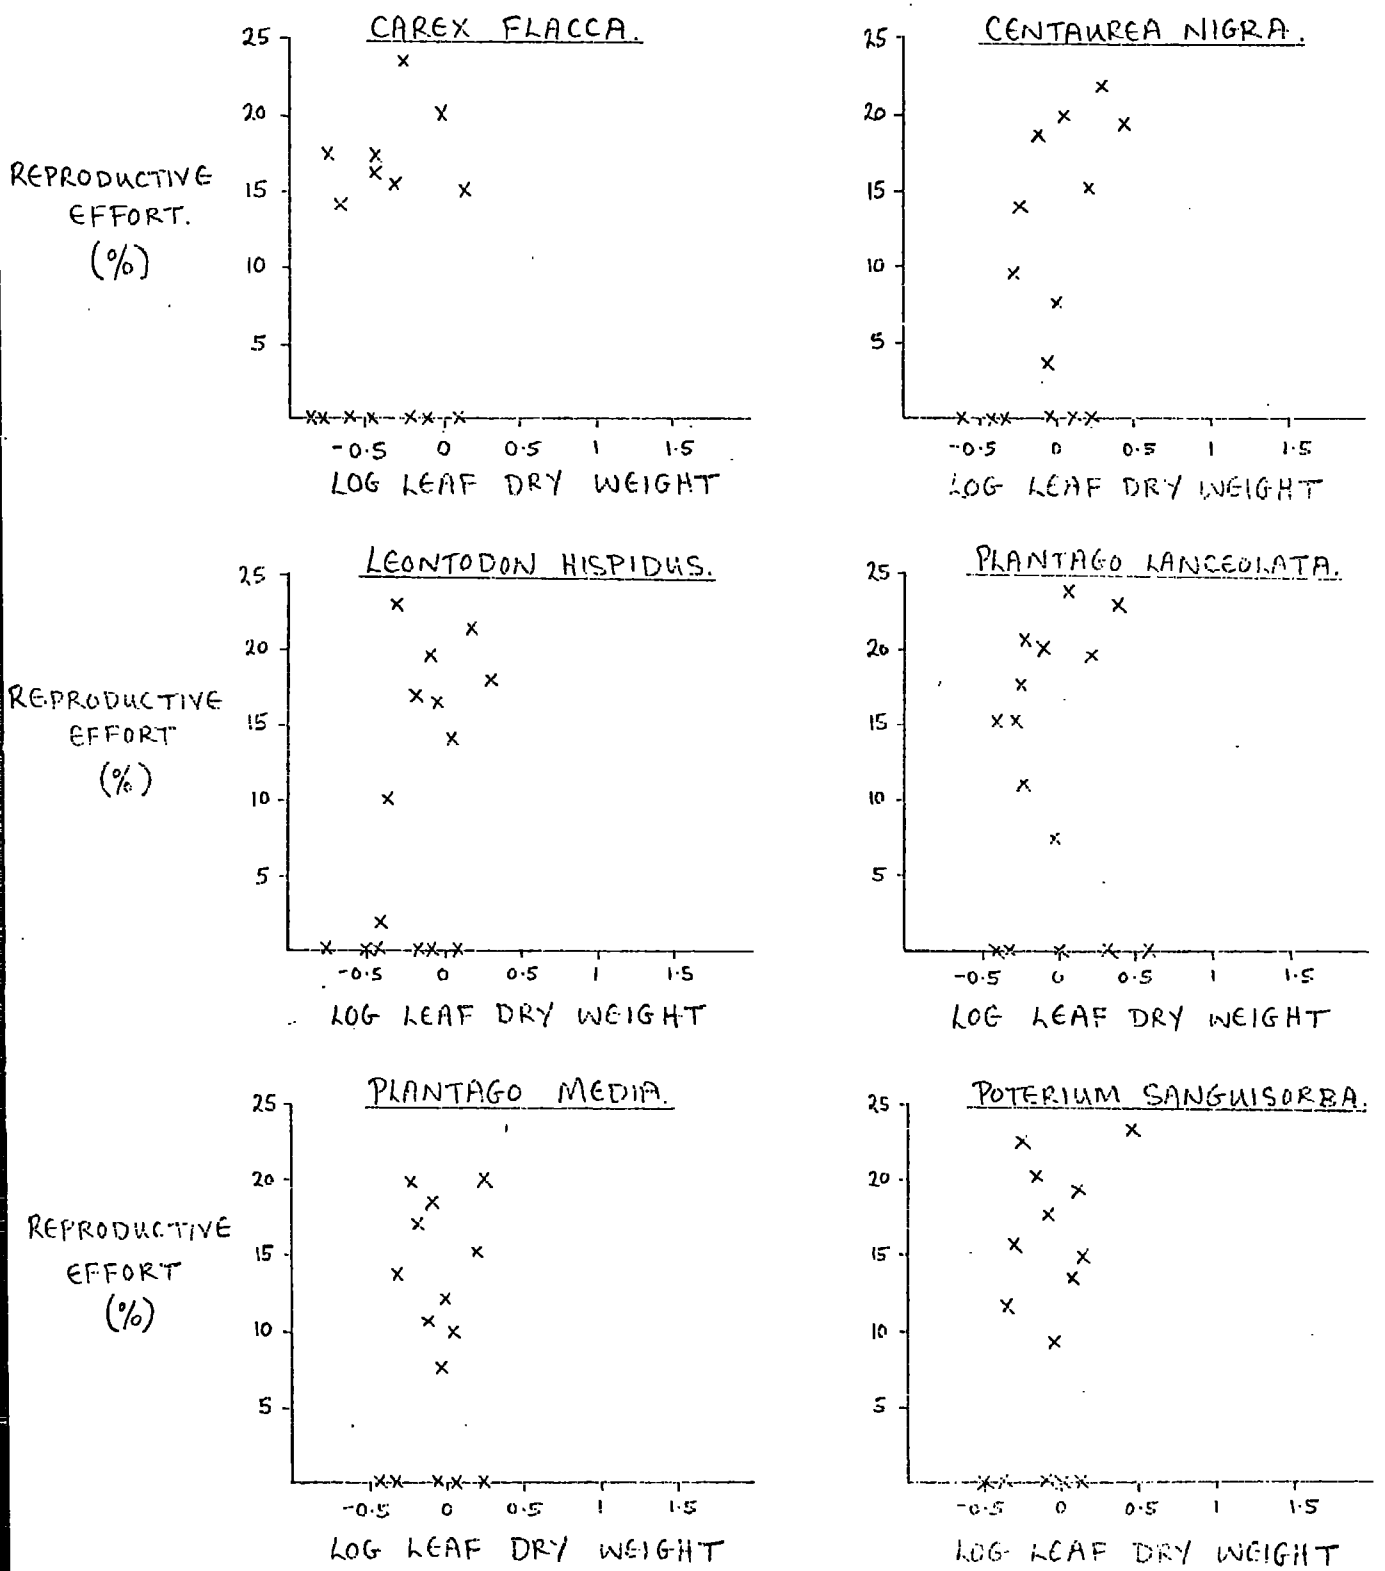 CAREX FLACCA.
25
20
15
10
5
REPRODUCTIVE
EFFORT.
(%)
-0.5 0 0.5 1 1.5
LOG LEAF DRY WEIGHT
CENTAUREA NIGRA.
25
20
15
10
5
-0.5 0 0.5 1 1.5
LOG LEAF DRY WEIGHT
LEONTODON HISPIDUS.
25
20
15
10
5
REPRODUCTIVE
EFFORT
(%)
-0.5 0 0.5 1 1.5
LOG LEAF DRY WEIGHT
PLANTAGO LANCEOLATA.
25
20
15
10
5
-0.5 0 0.5 1 1.5
LOG LEAF DRY WEIGHT
PLANTAGO MEDIA.
25
20
15
10
5
REPRODUCTIVE
EFFORT
(%)
-0.5 0 0.5 1 1.5
LOG LEAF DRY WEIGHT
POTERIUM SANGUISORBA.
25
20
15
10
5
-0.5 0 0.5 1 1.5
LOG LEAF DRY WEIGHT